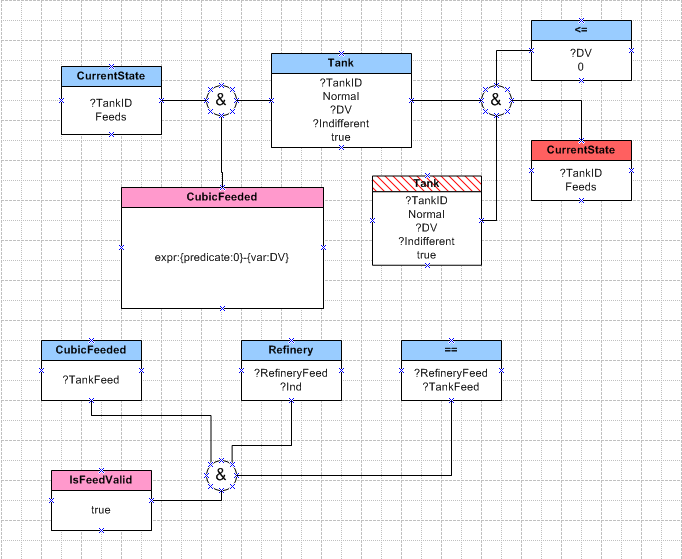 <=
?DV
0
Tank
?TankID
Normal
?DV
?Indifferent
true
CurrentState
?TankID
Feeds
&
&
CurrentState
?TankID
Feeds
Tank
?TankID
Normal
?DV
?Indifferent
true
CubicFeeded
expr:{predicate:0}-{var:DV}
CubicFeeded
?TankFeed
Refinery
?RefineryFeed
?Ind
==
?RefineryFeed
?TankFeed
&
IsFeedValid
true